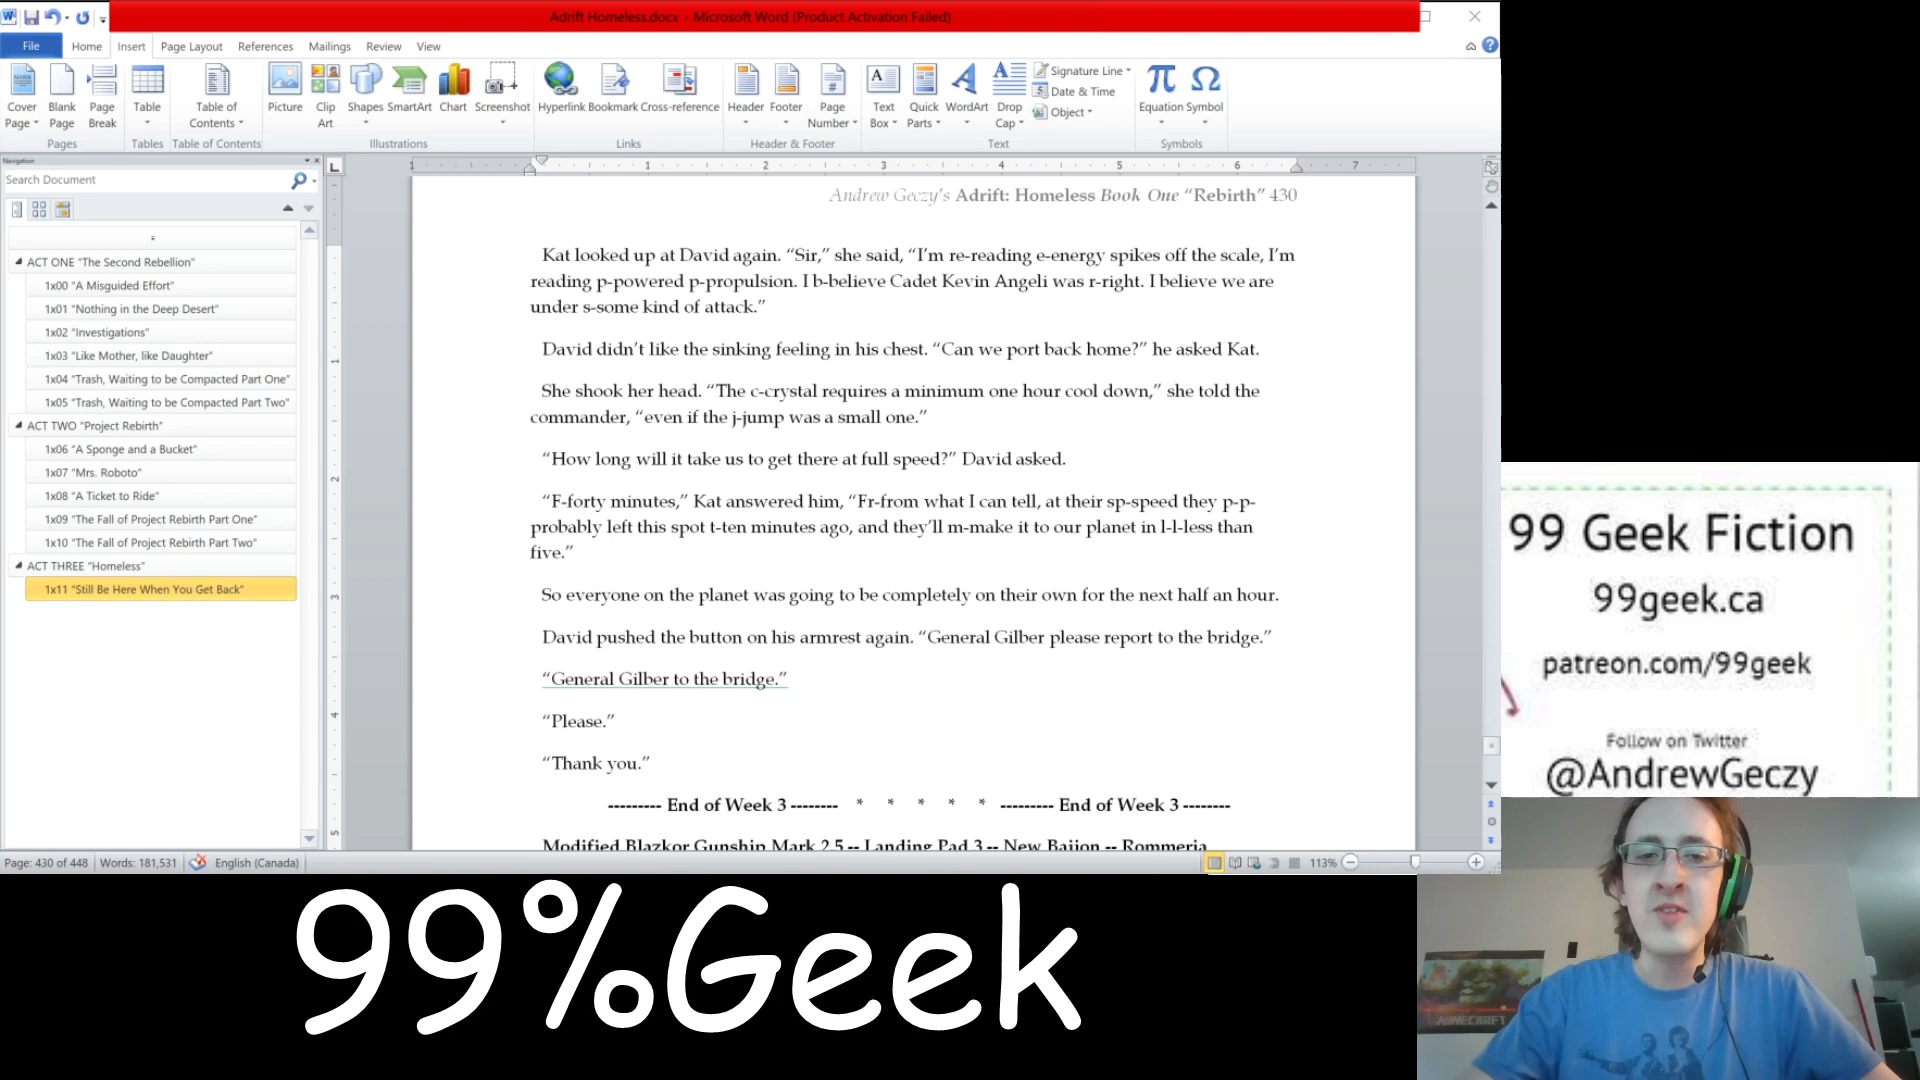 Adrift Homeless.docx - Microsoft Word (Product Activation Failed)
File Home Insert Page Layout References Mailings Review View
Cover Page
Blank Page
Page Break
Table
Table of Contents
Picture
Clip Art
Shapes
SmartArt
Chart
Screenshot
Hyperlink
Bookmark
Cross-reference
Header
Footer
Page Number
Text Box
Quick Parts
WordArt
Drop Cap
Signature Line
Date & Time
Object
Equation
Symbol
Pages Tables Table of Contents Illustrations Links Header & Footer Text Symbols
Navigation
Search Document
ACT ONE “The Second Rebellion”
1x00 “A Misguided Effort”
1x01 “Nothing in the Deep Desert”
1x02 “Investigations”
1x03 “Like Mother, like Daughter”
1x04 “Trash, Waiting to be Compacted Part One”
1x05 “Trash, Waiting to be Compacted Part Two”
ACT TWO “Project Rebirth”
1x06 “A Sponge and a Bucket”
1x07 “Mrs. Roboto”
1x08 “A Ticket to Ride”
1x09 “The Fall of Project Rebirth Part One”
1x10 “The Fall of Project Rebirth Part Two”
ACT THREE “Homeless”
1x11 “Still Be Here When You Get Back”
1 1 2 3 4 5 6 7
1
2
3
4
5
Andrew Geczy’s Adrift: Homeless Book One “Rebirth” 430
Kat looked up at David again. “Sir,” she said, “I’m re-reading e-energy spikes off the scale, I’m
reading p-powered p-propulsion. I b-believe Cadet Kevin Angeli was r-right. I believe we are
under s-some kind of attack.”
David didn’t like the sinking feeling in his chest. “Can we port back home?” he asked Kat.
She shook her head. “The c-crystal requires a minimum one hour cool down,” she told the
commander, “even if the j-jump was a small one.”
“How long will it take us to get there at full speed?” David asked.
“F-forty minutes,” Kat answered him, “Fr-from what I can tell, at their sp-speed they p-p-
probably left this spot t-ten minutes ago, and they’ll m-make it to our planet in l-l-less than
five.”
So everyone on the planet was going to be completely on their own for the next half an hour.
David pushed the button on his armrest again. “General Gilber please report to the bridge.”
“General Gilber to the bridge.”
“Please.”
“Thank you.”
--------- End of Week 3 -------- * * * * * --------- End of Week 3 --------
Modified Blazkor Gunship Mark 2.5 -- Landing Pad 3 -- New Bajion -- Rommeria
Page: 430 of 448 Words: 181,531 English (Canada) 113%
99 Geek Fiction
99geek.ca
patreon.com/99geek
Follow on Twitter
@AndrewGeczy
99%Geek
MINECRAFT